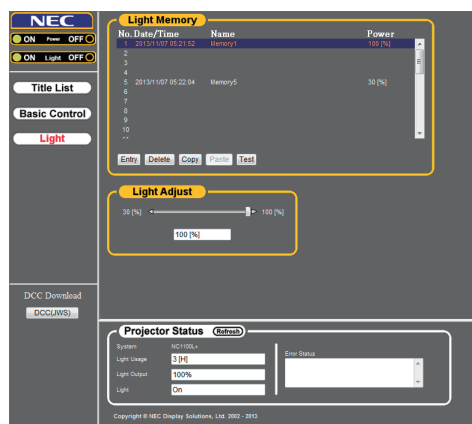 NEC
ON Power OFF
ON Light OFF
Title List
Basic Control
Light
DCC Download
DCC(JWS)
Light Memory
No. Date/Time Name Power
1 2013/11/07 05:21:52 Memory1 100 [%]
2
3
4
5 2013/11/07 05:22:04 Memory5 30 [%]
6
7
8
9
10
Entry Delete Copy Paste Test
Light Adjust
30 [%] 100 [%]
100 [%]
Projector Status Refresh
System NC1100L+
Light Usage 3 [H]
Error Status
Light Output 100%
Light On
Copyright © NEC Display Solutions, Ltd. 2002 - 2013